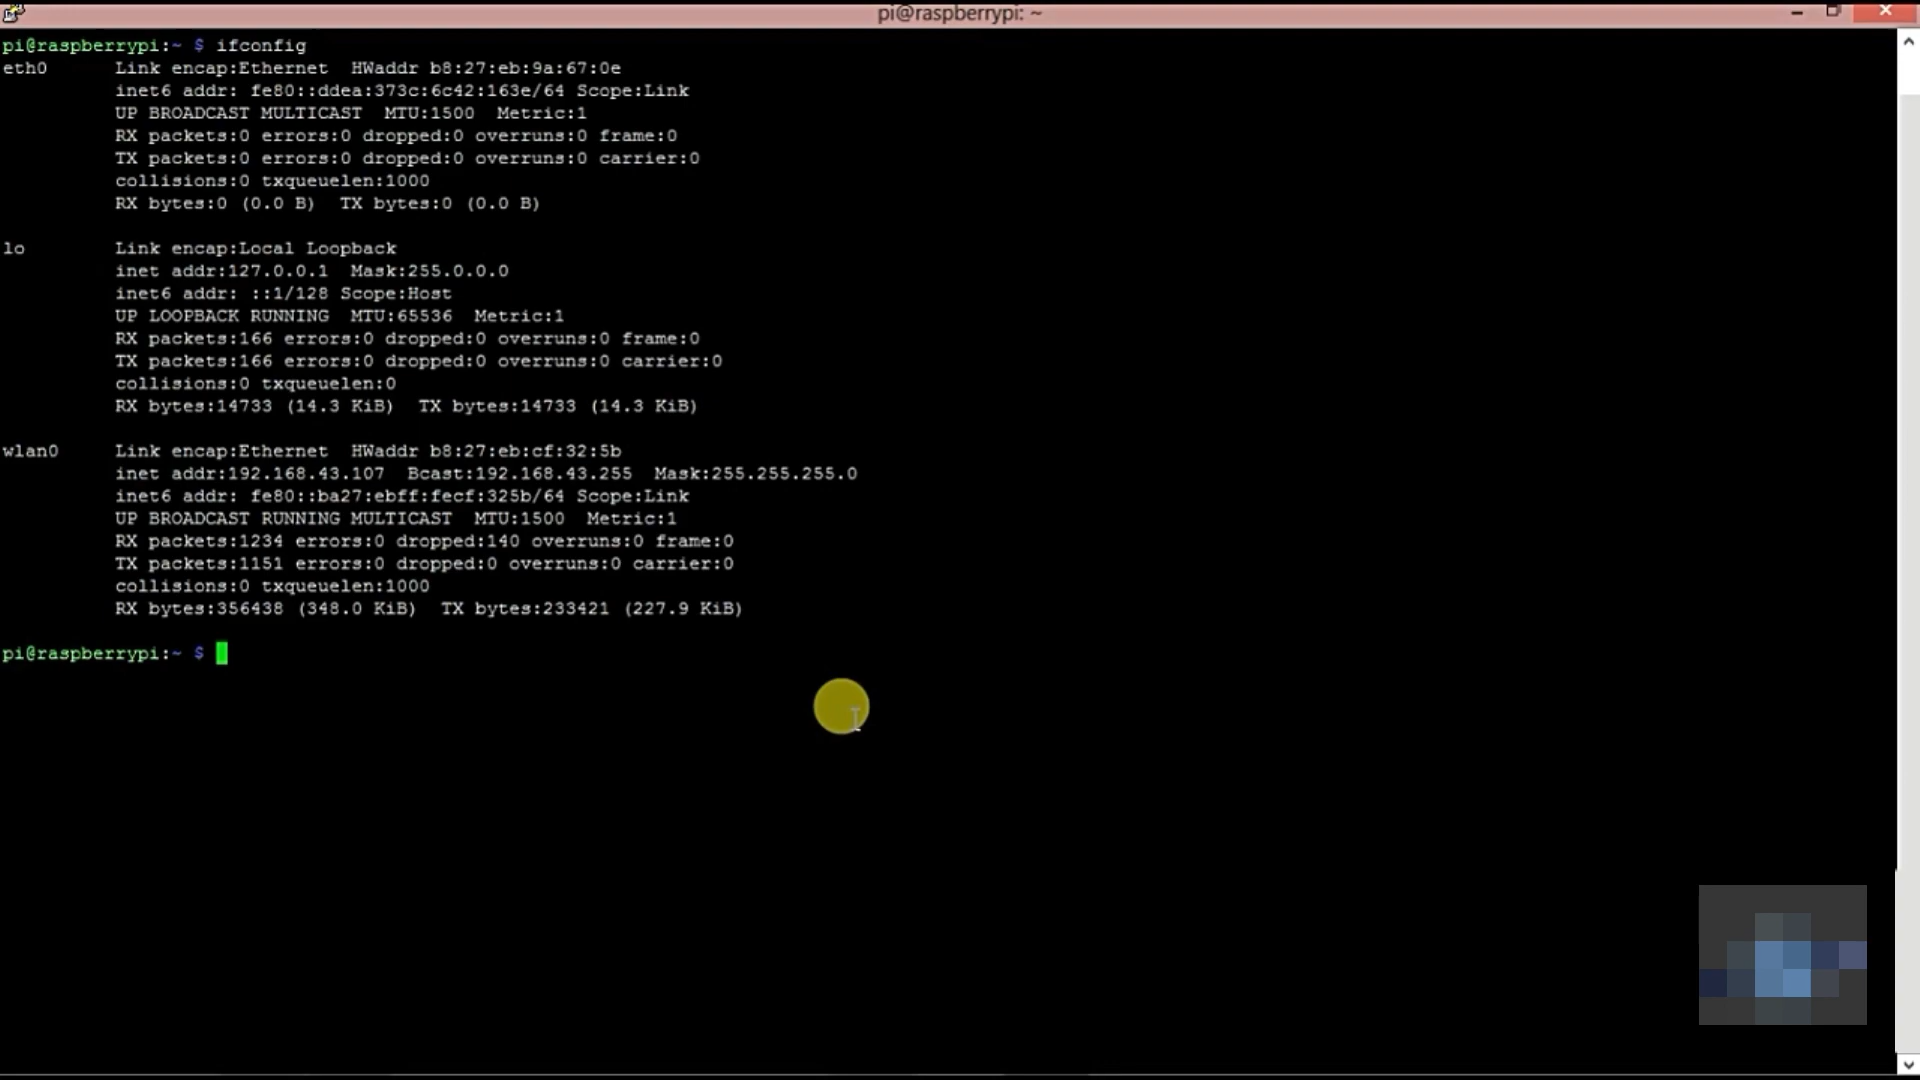 pi@raspberrypi: ~
pi@raspberrypi:~ $ ifconfig
eth0      Link encap:Ethernet  HWaddr b8:27:eb:9a:67:0e
          inet6 addr: fe80::ddea:373c:6c42:163e/64 Scope:Link
          UP BROADCAST MULTICAST  MTU:1500  Metric:1
          RX packets:0 errors:0 dropped:0 overruns:0 frame:0
          TX packets:0 errors:0 dropped:0 overruns:0 carrier:0
          collisions:0 txqueuelen:1000
          RX bytes:0 (0.0 B)  TX bytes:0 (0.0 B)
lo        Link encap:Local Loopback
          inet addr:127.0.0.1  Mask:255.0.0.0
          inet6 addr: ::1/128 Scope:Host
          UP LOOPBACK RUNNING  MTU:65536  Metric:1
          RX packets:166 errors:0 dropped:0 overruns:0 frame:0
          TX packets:166 errors:0 dropped:0 overruns:0 carrier:0
          collisions:0 txqueuelen:0
          RX bytes:14733 (14.3 KiB)  TX bytes:14733 (14.3 KiB)
wlan0     Link encap:Ethernet  HWaddr b8:27:eb:cf:32:5b
          inet addr:192.168.43.107  Bcast:192.168.43.255  Mask:255.255.255.0
          inet6 addr: fe80::ba27:ebff:fecf:325b/64 Scope:Link
          UP BROADCAST RUNNING MULTICAST  MTU:1500  Metric:1
          RX packets:1234 errors:0 dropped:140 overruns:0 frame:0
          TX packets:1151 errors:0 dropped:0 overruns:0 carrier:0
          collisions:0 txqueuelen:1000
          RX bytes:356438 (348.0 KiB)  TX bytes:233421 (227.9 KiB)
pi@raspberrypi:~ $